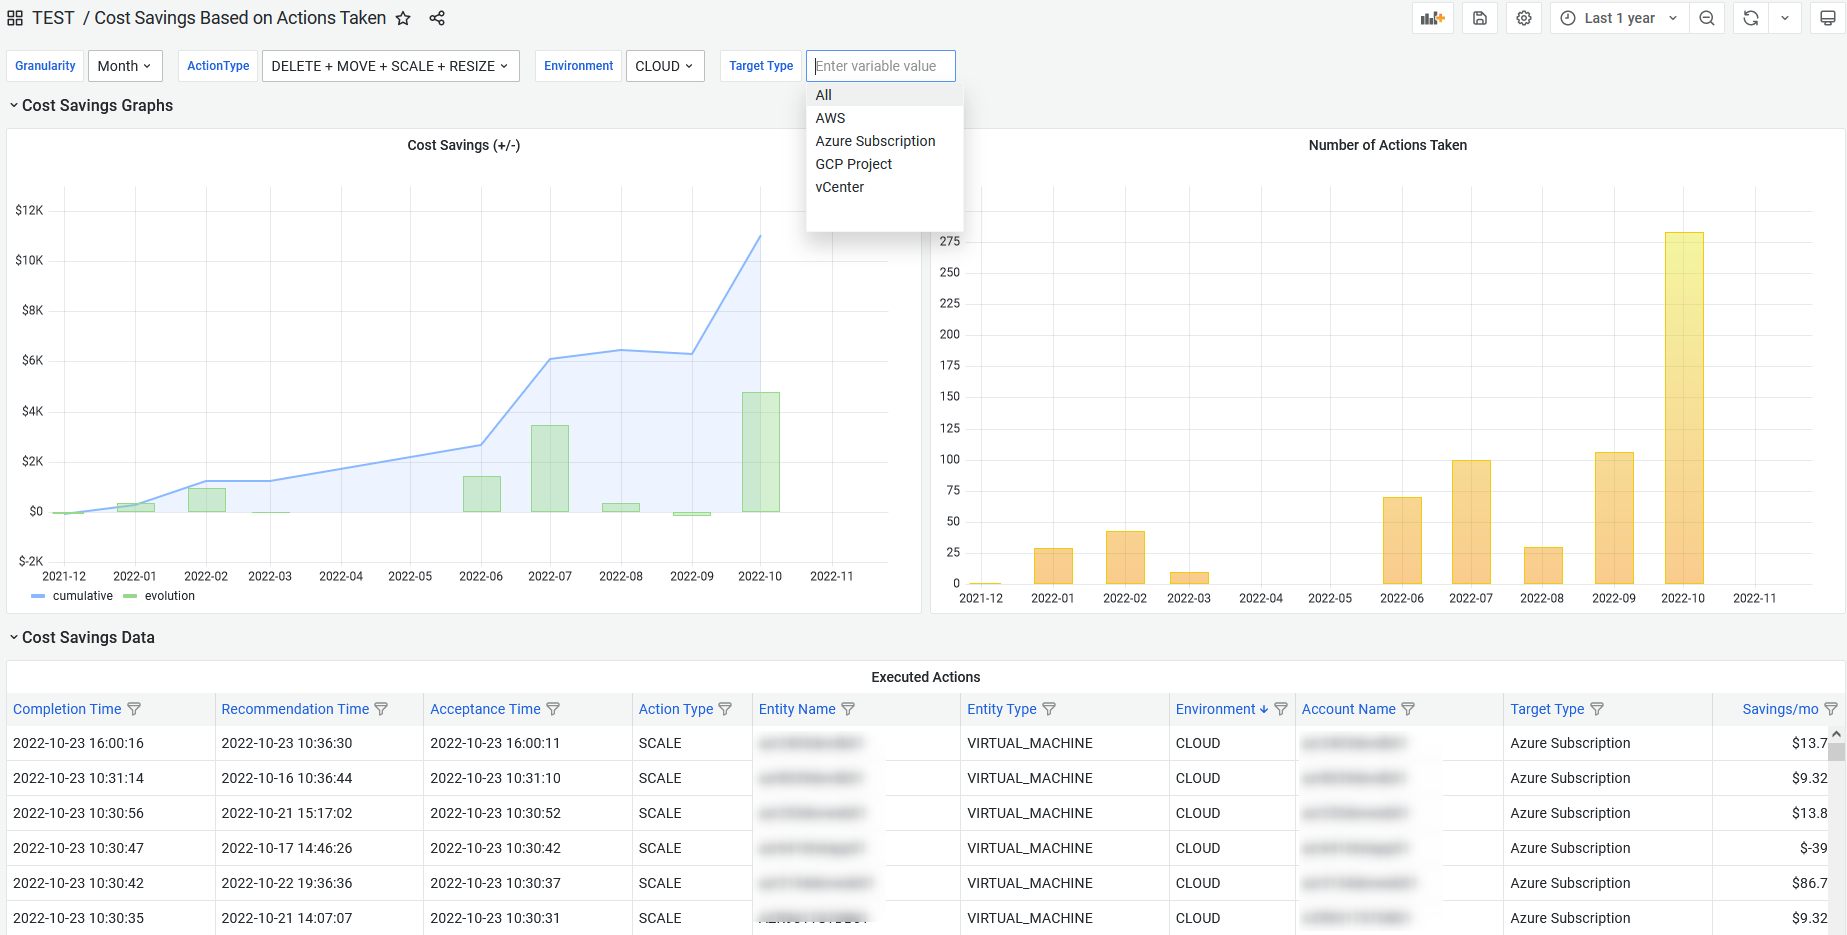 TEST / Cost Savings Based on Actions Taken
Last 1 year
Granularity Month ActionType DELETE + MOVE + SCALE + RESIZE Environment CLOUD Target Type Enter variable value
All
AWS
Azure Subscription
GCP Project
vCenter
Cost Savings Graphs
Cost Savings (+/-)
$12K
$10K
$8K
$6K
$4K
$2K
$0
$-2K
2021-12 2022-01 2022-02 2022-03 2022-04 2022-05 2022-06 2022-07 2022-08 2022-09 2022-10 2022-11
cumulative evolution
Number of Actions Taken
275
250
225
200
175
150
125
100
75
50
25
0
2021-12 2022-01 2022-02 2022-03 2022-04 2022-05 2022-06 2022-07 2022-08 2022-09 2022-10 2022-11
Cost Savings Data
Executed Actions
Completion Time Recommendation Time Acceptance Time Action Type Entity Name Entity Type Environment Account Name Target Type Savings/mo
2022-10-23 16:00:16 2022-10-23 10:36:30 2022-10-23 16:00:11 SCALE VIRTUAL_MACHINE CLOUD Azure Subscription $13.7
2022-10-23 10:31:14 2022-10-16 10:36:44 2022-10-23 10:31:10 SCALE VIRTUAL_MACHINE CLOUD Azure Subscription $9.32
2022-10-23 10:30:56 2022-10-21 15:17:02 2022-10-23 10:30:52 SCALE VIRTUAL_MACHINE CLOUD Azure Subscription $13.8
2022-10-23 10:30:47 2022-10-17 14:46:26 2022-10-23 10:30:42 SCALE VIRTUAL_MACHINE CLOUD Azure Subscription $-39
2022-10-23 10:30:42 2022-10-22 19:36:36 2022-10-23 10:30:37 SCALE VIRTUAL_MACHINE CLOUD Azure Subscription $86.7
2022-10-23 10:30:35 2022-10-21 14:07:07 2022-10-23 10:30:31 SCALE VIRTUAL_MACHINE CLOUD Azure Subscription $9.32